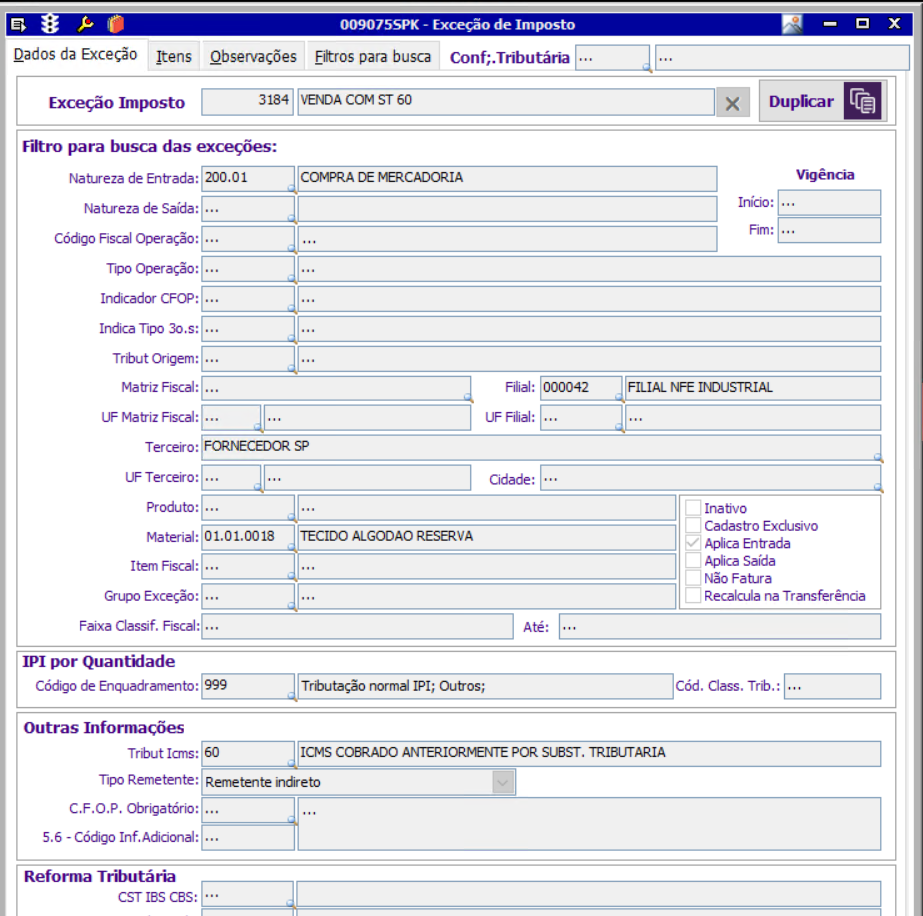 009075SPK - Exceção de Imposto
Dados da Exceção Itens Observações Filtros para busca Conf;.Tributária ... ...
Exceção Imposto 3184 VENDA COM ST 60 Duplicar
Filtro para busca das exceções:
Natureza de Entrada: 200.01 COMPRA DE MERCADORIA Vigência
Natureza de Saída: ... Início: ...
Código Fiscal Operação: ... ... Fim: ...
Tipo Operação: ... ...
Indicador CFOP: ... ...
Indica Tipo 3o.s: ... ...
Tribut Origem: ... ...
Matriz Fiscal: ... Filial: 000042 FILIAL NFE INDUSTRIAL
UF Matriz Fiscal: ... ... UF Filial: ... ...
Terceiro: FORNECEDOR SP
UF Terceiro: ... ... Cidade: ...
Produto: ... ... Inativo
Cadastro Exclusivo
Material: 01.01.0018 TECIDO ALGODAO RESERVA Aplica Entrada
Aplica Saída
Item Fiscal: ... ... Não Fatura
Grupo Exceção: ... ... Recalcula na Transferência
Faixa Classif. Fiscal: ... Até: ...
IPI por Quantidade
Código de Enquadramento: 999 Tributação normal IPI; Outros; Cód. Class. Trib.: ...
Outras Informações
Tribut Icms: 60 ICMS COBRADO ANTERIORMENTE POR SUBST. TRIBUTARIA
Tipo Remetente: Remetente indireto
C.F.O.P. Obrigatório: ... ...
5.6 - Código Inf.Adicional: ...
Reforma Tributária
CST IBS CBS: ...